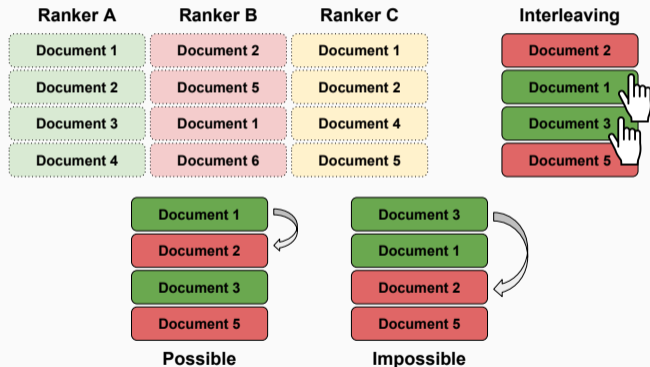 Ranker A Ranker B Ranker C Interleaving
Document 1 Document 2 Document 1 Document 2
Document 2 Document 5 Document 2 Document 1
Document 3 Document 1 Document 4 Document 3
Document 4 Document 6 Document 5 Document 5
Document 1 Document 3
Document 2 Document 1
Document 3 Document 2
Document 5 Document 5
Possible Impossible